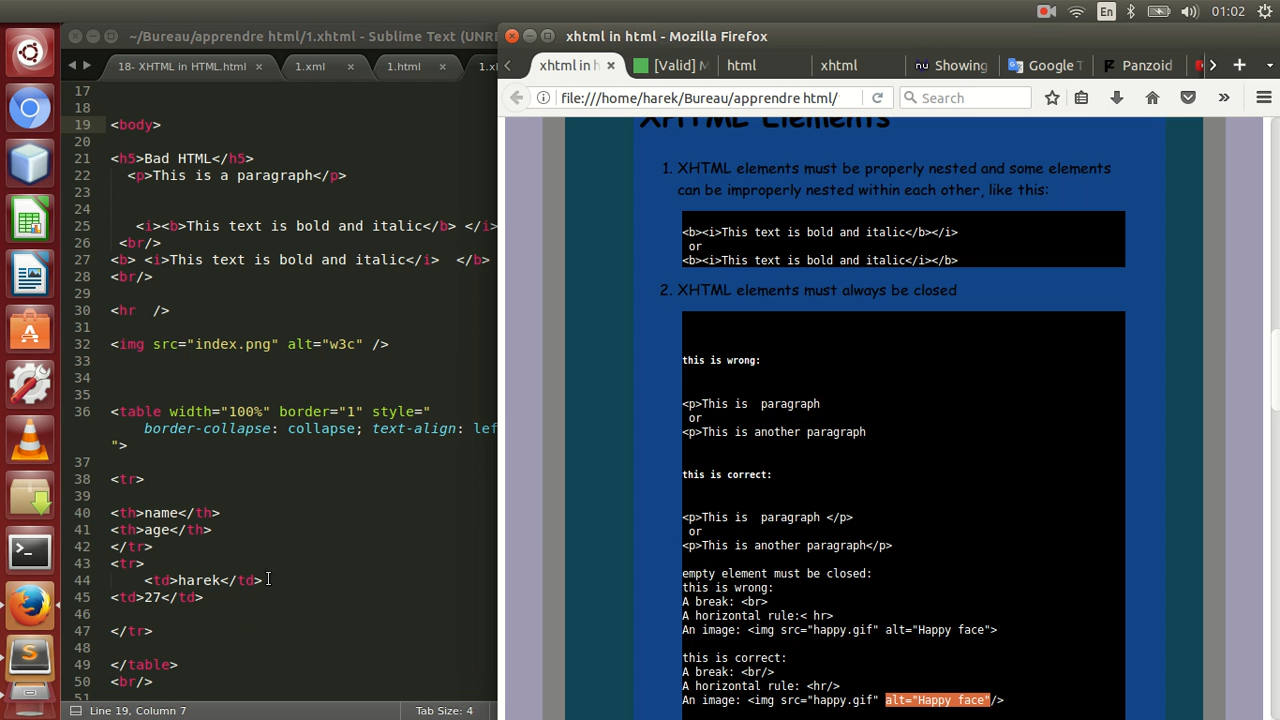 En
01:02
~/Bureau/apprendre html/1.xhtml - Sublime Text (UNRE
18- XHTML in HTML.html × 1.xml × 1.html × 1.x
17
18
19 <body>
20
21 <h5>Bad HTML</h5>
22 <p>This is a paragraph</p>
23
24
25 <i><b>This text is bold and italic</b> </i>
26 <br/>
27 <b> <i>This text is bold and italic</i>  </b>
28 <br/>
29
30 <hr  />
31
32 <img src="index.png" alt="w3c" />
33
34
35
36 <table width="100%" border="1" style="
border-collapse: collapse; text-align: lef
">
37
38 <tr>
39
40 <th>name</th>
41 <th>age</th>
42 </tr>
43 <tr>
44 <td>harek</td>
45 <td>27</td>
46
47 </tr>
48
49 </table>
50 <br/>
51
Line 19, Column 7
Tab Size: 4
xhtml in html - Mozilla Firefox
xhtml in h × [Valid] M html xhtml nu Showing Google T Panzoid
file:///home/harek/Bureau/apprendre html/
Search
XHTML Elements
1. XHTML elements must be properly nested and some elements
can be improperly nested within each other, like this:
<b><i>This text is bold and italic</b></i>
or
<b><i>This text is bold and italic</i></b>
2. XHTML elements must always be closed
this is wrong:
<p>This is  paragraph
or
<p>This is another paragraph
this is correct:
<p>This is  paragraph </p>
or
<p>This is another paragraph</p>
empty element must be closed:
this is wrong:
A break: <br>
A horizontal rule:< hr>
An image: <img src="happy.gif" alt="Happy face">
this is correct:
A break: <br/>
A horizontal rule: <hr/>
An image: <img src="happy.gif" alt="Happy face"/>